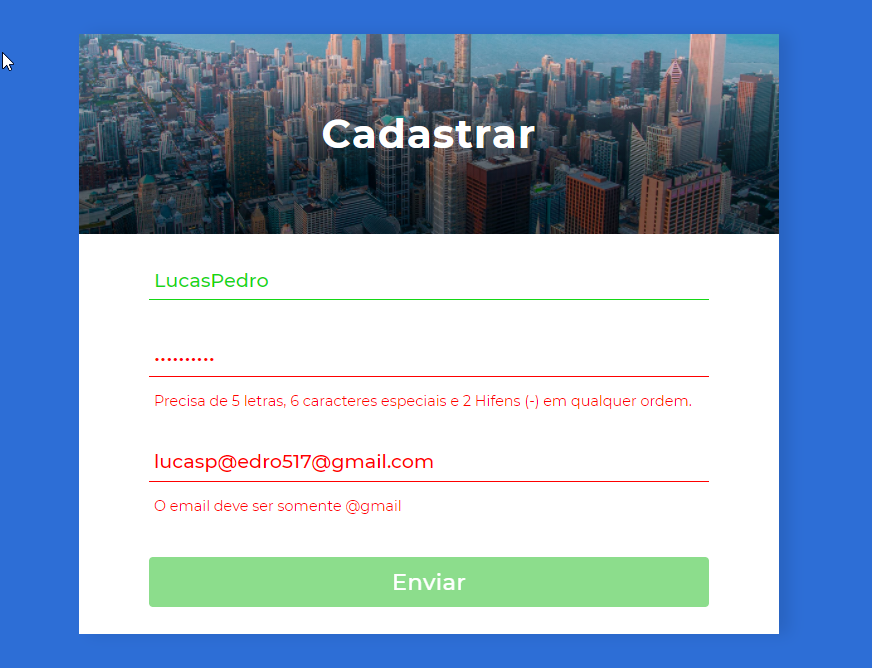 Cadastrar
LucasPedro
••••••••••
Precisa de 5 letras, 6 caracteres especiais e 2 Hifens (-) em qualquer ordem.
lucasp@edro517@gmail.com
O email deve ser somente @gmail
Enviar